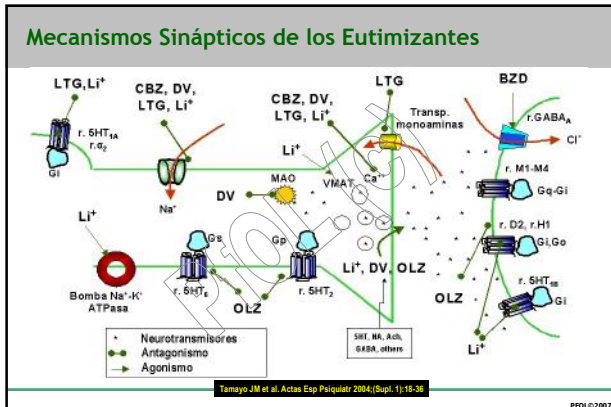 Mecanismos Sinápticos de los Eutimizantes
LTG,Li⁺
r. 5HT₁A
r.α₂
Gi
CBZ, DV,
LTG, Li⁺
Na⁺
CBZ, DV,
LTG, Li⁺
LTG
Transp.
monoaminas
BZD
r.GABAA
Cl⁻
Li⁺
VMAT
Ca⁺⁺
MAO
DV
r. M1-M4
Gq-Gi
r. D2, r.H1
Gi,Go
Li⁺
Bomba Na⁺-K⁺
ATPasa
Gs
r. 5HT₆
Gp
r. 5HT₂
OLZ
Li⁺, DV, OLZ
OLZ
r. 5HT₁B
Gi
Li⁺
5HT, NA, Ach,
GABA, others
Neurotransmisores
Antagonismo
Agonismo
Tamayo JM et al. Actas Esp Psiquiatr 2004;(Supl. 1):18-36
PFOL©2007